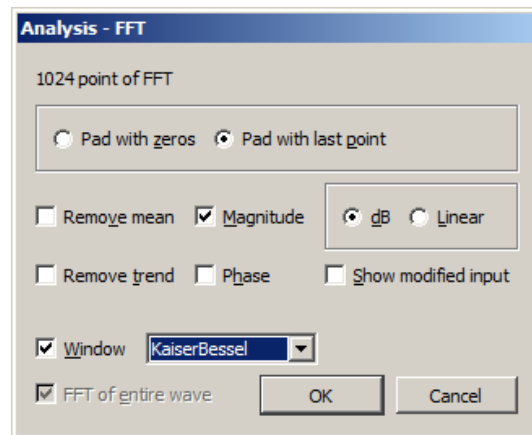 Analysis - FFT
1024 point of FFT
Pad with zeros Pad with last point
Remove mean Magnitude dB Linear
Remove trend Phase Show modified input
Window KaiserBessel
FFT of entire wave OK Cancel